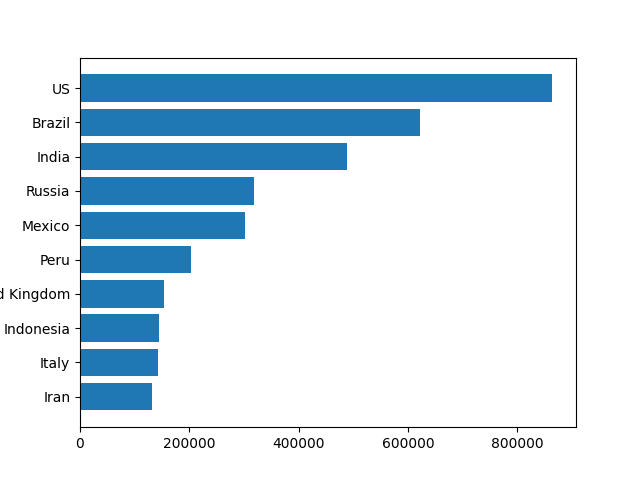 US
Brazil
India
Russia
Mexico
Peru
d Kingdom
Indonesia
Italy
Iran
0 200000 400000 600000 800000